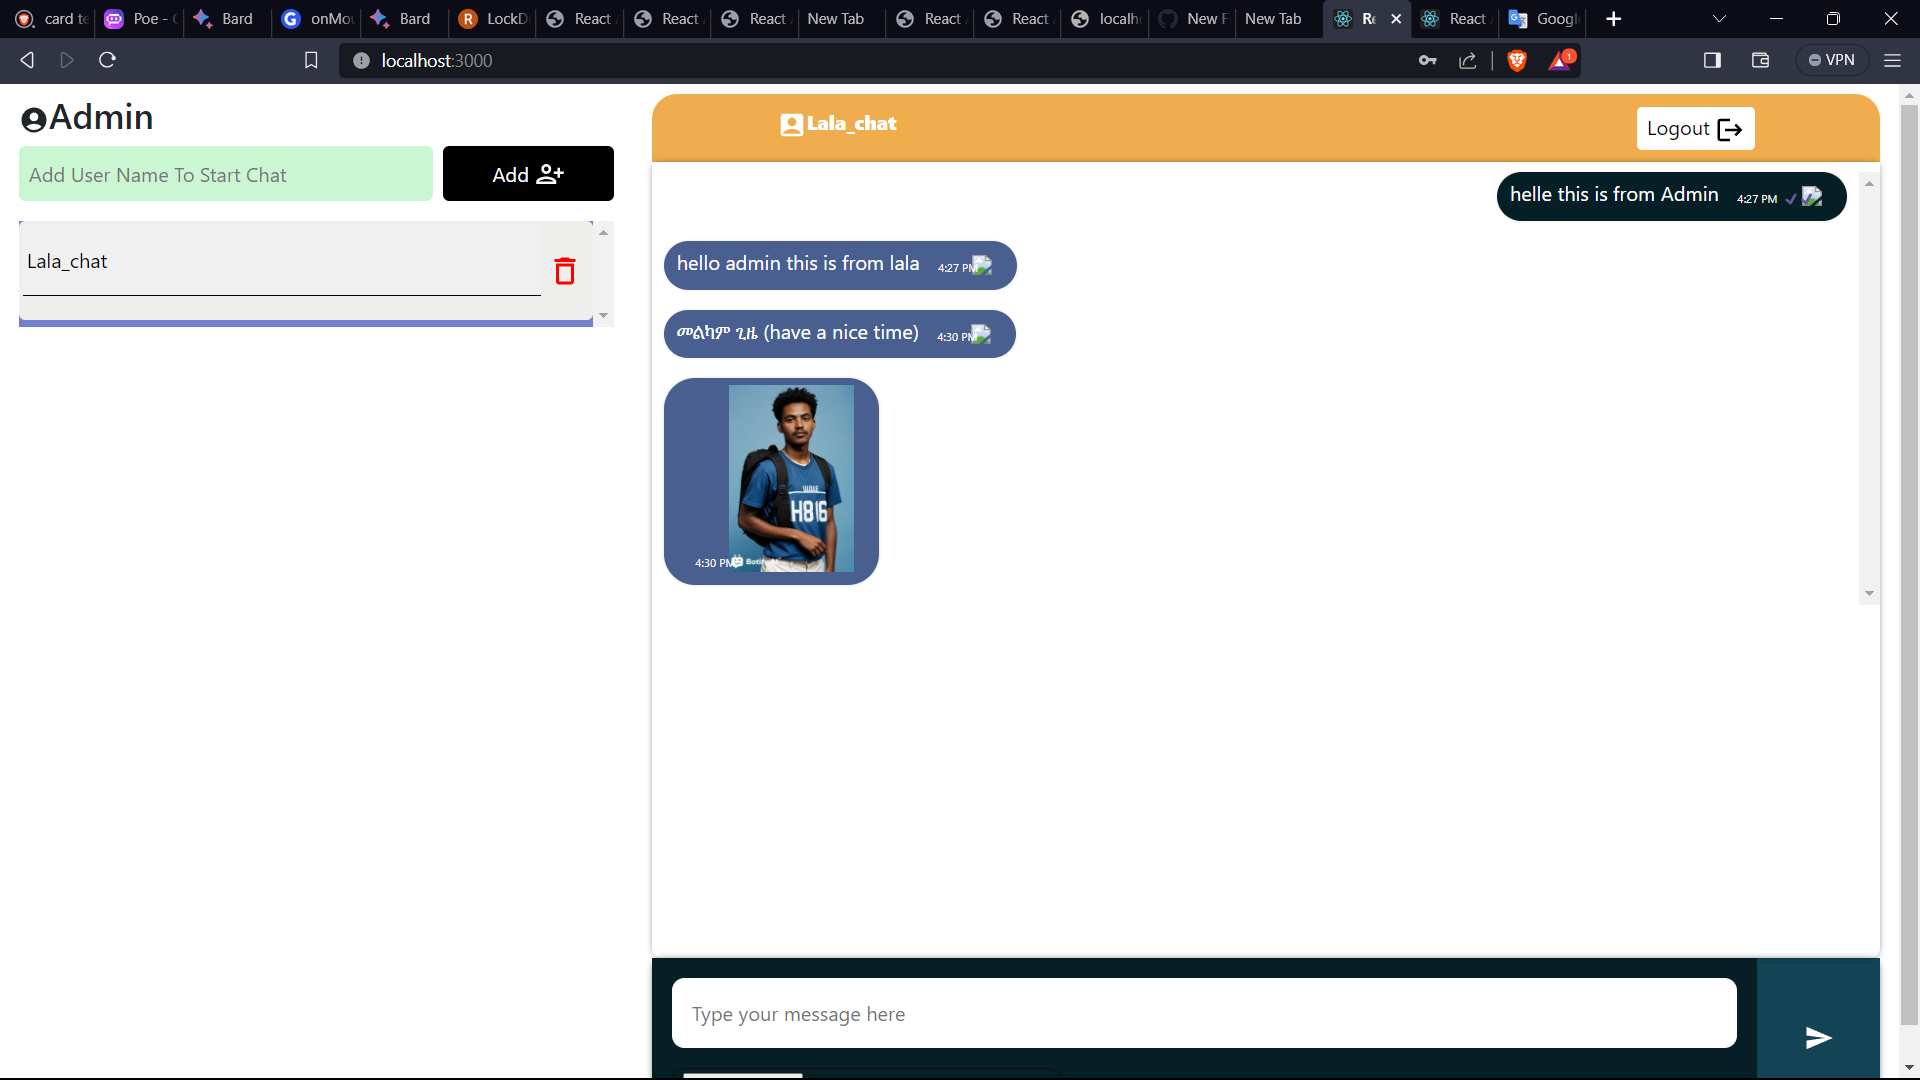 card te
Poe - 
Bard
onMou
Bard
LockD
React
React
React
New Tab
React
React
localh
New F
New Tab
Re
React
Googl
localhost:3000
1
VPN
Admin
Add User Name To Start Chat
Add
Lala_chat
Lala_chat
Logout
helle this is from Admin 4:27 PM
hello admin this is from lala 4:27 PM
መልካም ጊዜ (have a nice time) 4:30 PM
H816
4:30 PM
Type your message here